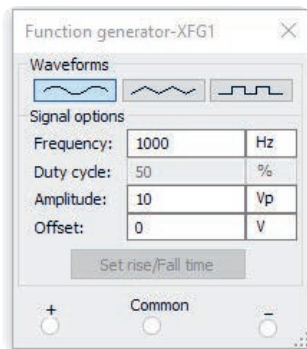 Function generator-XFG1
Waveforms
Signal options
Frequency: 1000 Hz
Duty cycle: 50 %
Amplitude: 10 Vp
Offset: 0 V
Set rise/Fall time
+ Common −